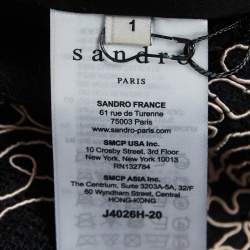 1
sandro
PARIS
SANDRO FRANCE
61 rue de Turenne
75003 Paris
www.sandro-paris.com
SMCP USA Inc.
10 Crosby Street, 3rd Floor
New York, New York 10013
RN132784
SMCP ASIA Inc.
The Centrium, Suite 3203A-5A, 32/F
60 Wyndham Street, Central
HONG-KONG
J4026H-20